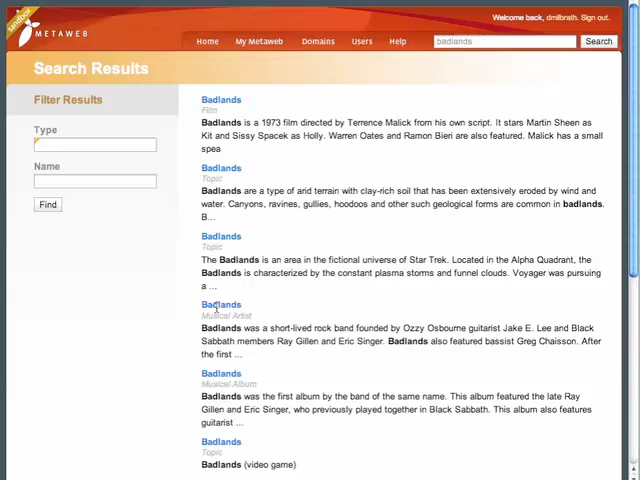 sandbox
METAWEB
Welcome back, dmilbrath. Sign out.
Home My Metaweb Domains Users Help badlands Search
Search Results
Filter Results
Type
Name
Find
Badlands
Film
Badlands is a 1973 film directed by Terrence Malick from his own script. It stars Martin Sheen as
Kit and Sissy Spacek as Holly. Warren Oates and Ramon Bieri are also featured. Malick has a small
spea
Badlands
Topic
Badlands are a type of arid terrain with clay-rich soil that has been extensively eroded by wind and
water. Canyons, ravines, gullies, hoodoos and other such geological forms are common in badlands.
B...
Badlands
Topic
The Badlands is an area in the fictional universe of Star Trek. Located in the Alpha Quadrant, the
Badlands is characterized by the constant plasma storms and funnel clouds. Voyager was pursuing
a ...
Badlands
Musical Artist
Badlands was a short-lived rock band founded by Ozzy Osbourne guitarist Jake E. Lee and Black
Sabbath members Ray Gillen and Eric Singer. Badlands also featured bassist Greg Chaisson. After
the first ...
Badlands
Musical Album
Badlands was the first album by the band of the same name. This album featured the late Ray
Gillen and Eric Singer, who previously played together in Black Sabbath. This album also features
guitarist ...
Badlands
Topic
Badlands (video game)